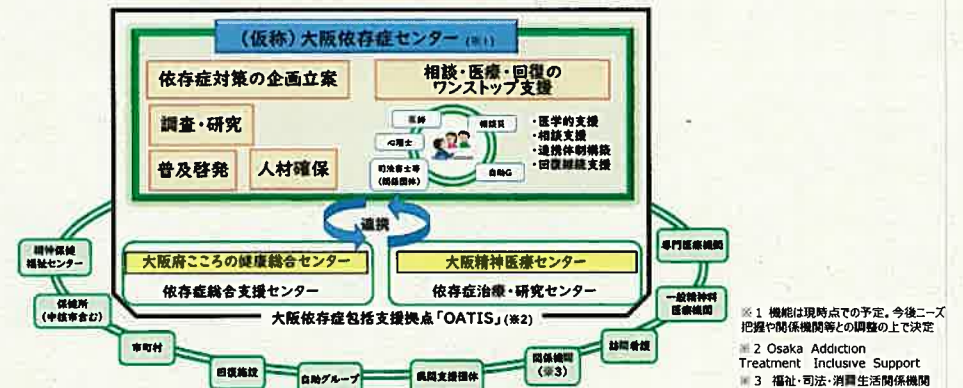 (仮称)大阪依存症センター(※1)
依存症対策の企画立案
相談・医療・回復の
ワンストップ支援
調査・研究
普及啓発
人材確保
医師
相談員
心理士
司法書士等
(関係団体)
自助G
・医学的支援
・相談支援
・連携体制構築
・回復継続支援
連携
大阪府こころの健康総合センター
依存症総合支援センター
大阪精神医療センター
依存症治療・研究センター
大阪依存症包括支援拠点「OATIS」(※2)
精神保健
福祉センター
保健所
(中核市含む)
市町村
回復施設
自助グループ
民間支援団体
関係機関
(※3)
訪問看護
一般精神科
医療機関
専門医療機関
※1 機能は現時点での予定。今後ニーズ
把握や関係機関等との調整の上で決定
※2 Osaka Addiction
Treatment Inclusive Support
※3 福祉・司法・消費生活関係機関